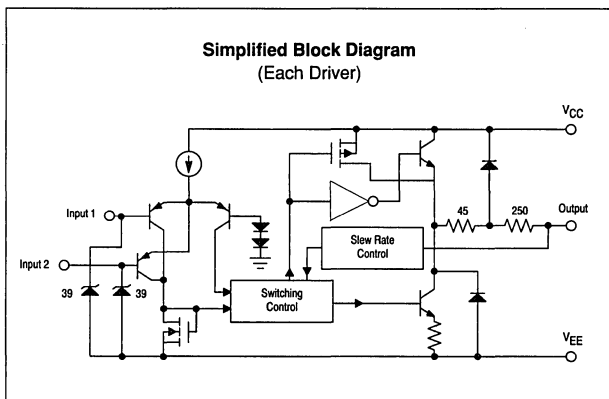 Simplified Block Diagram
(Each Driver)
VCC
Input 1
45
250
Output
Input 2
Slew Rate
Control
39
39
Switching
Control
VEE